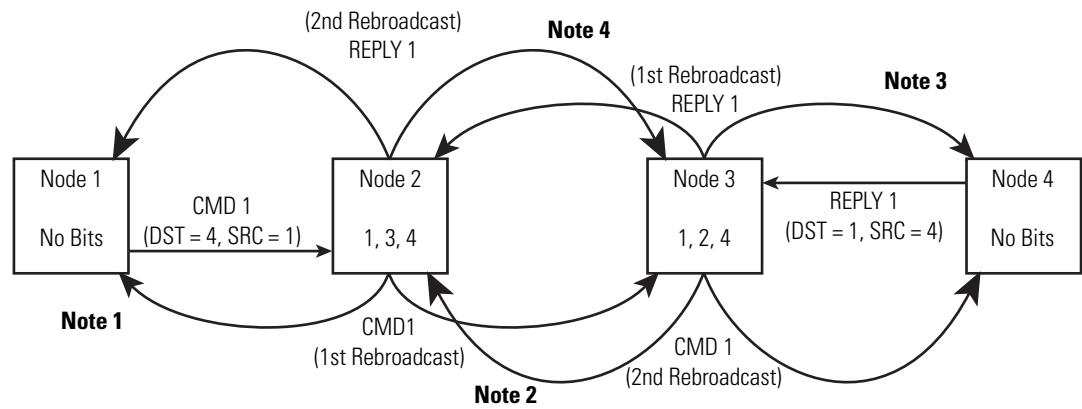 (2nd Rebroadcast)
REPLY 1
Note 4
(1st Rebroadcast)
REPLY 1
Note 3
Node 1
No Bits
CMD 1
(DST = 4, SRC = 1)
Node 2
1, 3, 4
Node 3
1, 2, 4
REPLY 1
(DST = 1, SRC = 4)
Node 4
No Bits
Note 1
CMD1
(1st Rebroadcast)
Note 2
CMD 1
(2nd Rebroadcast)